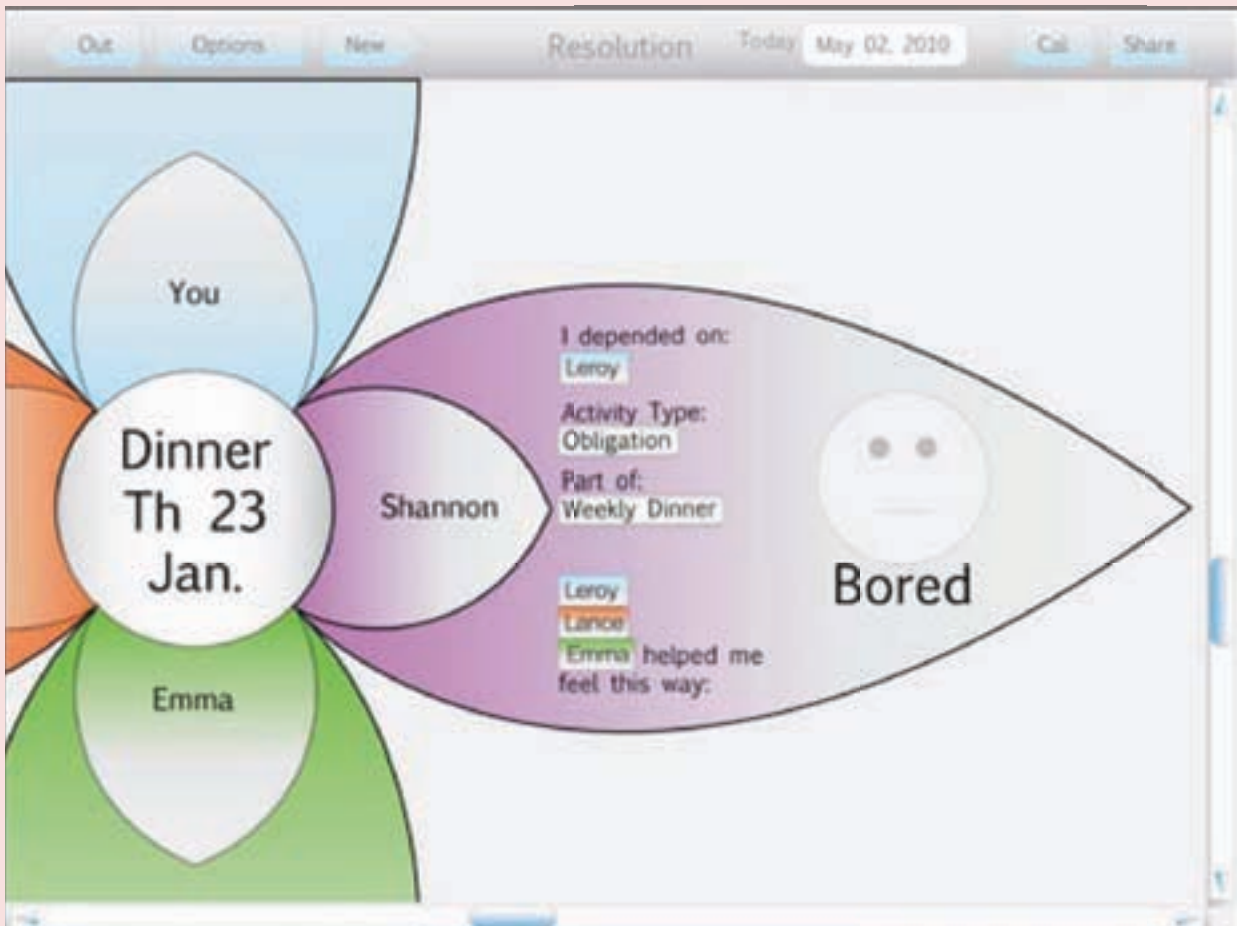 Out Options New Resolution Today May 02, 2010 Cal Share
You
Dinner
Th 23
Jan.
Shannon
Emma
I depended on:
Leroy
Activity Type:
Obligation
Part of:
Weekly Dinner
Leroy
Lance
Emma helped me
feel this way:
Bored